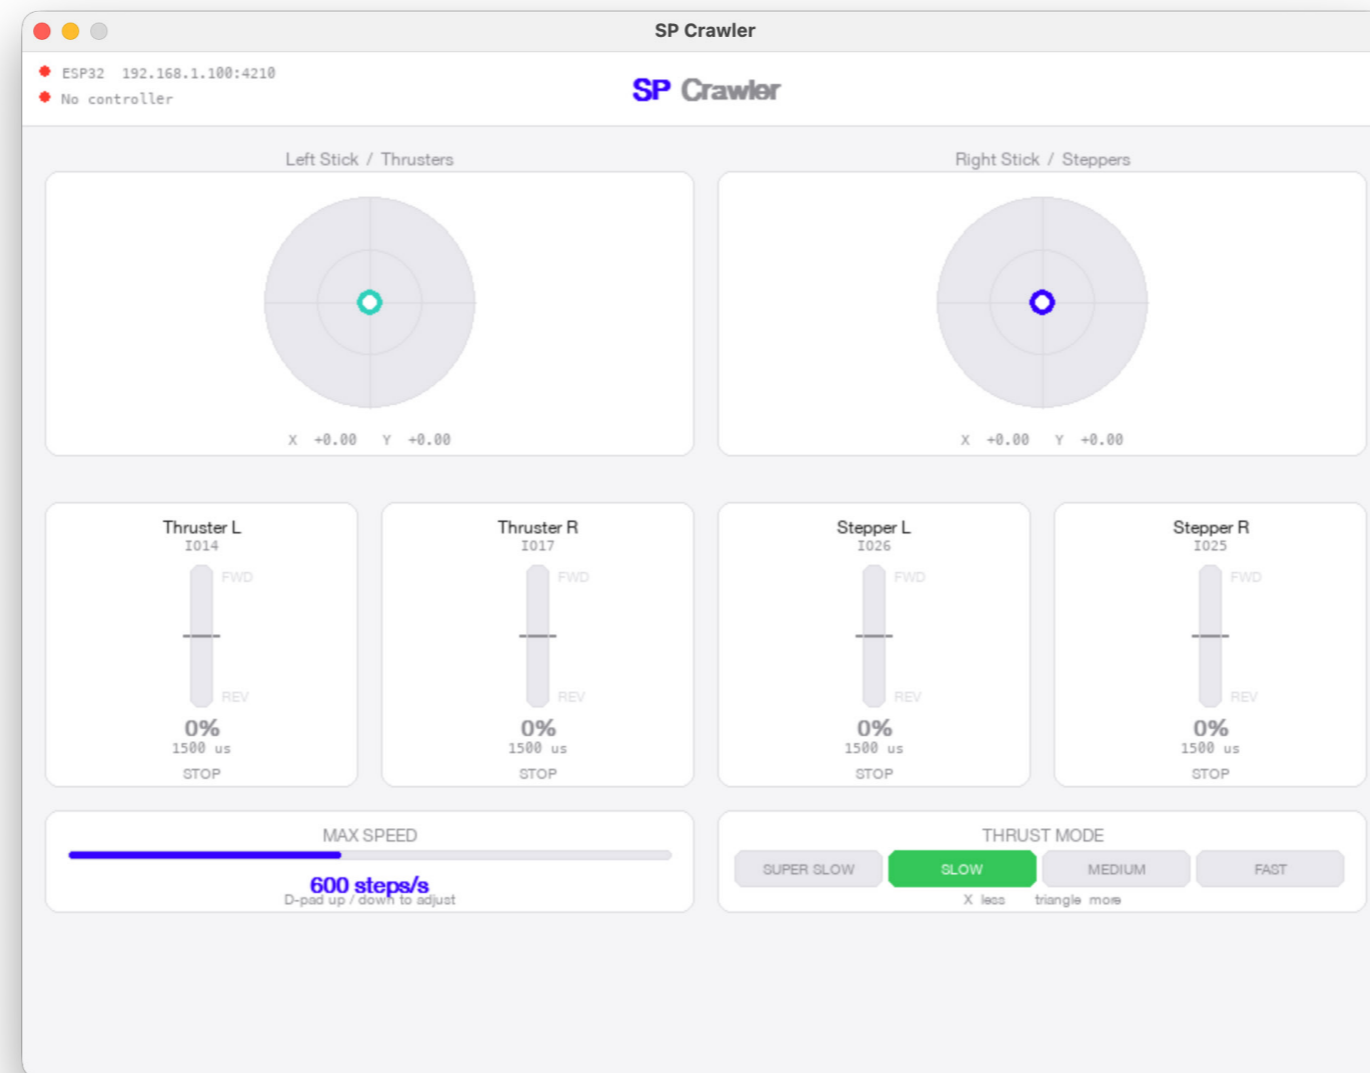 SP Crawler
ESP32 192.168.1.100:4210
No controller
SP Crawler
Left Stick / Thrusters
X +0.00 Y +0.00
Right Stick / Steppers
X +0.00 Y +0.00
Thruster L
IO14
FWD
REV
0%
1500 us
STOP
Thruster R
IO17
FWD
REV
0%
1500 us
STOP
Stepper L
IO26
FWD
REV
0%
1500 us
STOP
Stepper R
IO25
FWD
REV
0%
1500 us
STOP
MAX SPEED
600 steps/s
D-pad up / down to adjust
THRUST MODE
SUPER SLOW SLOW MEDIUM FAST
X less triangle more